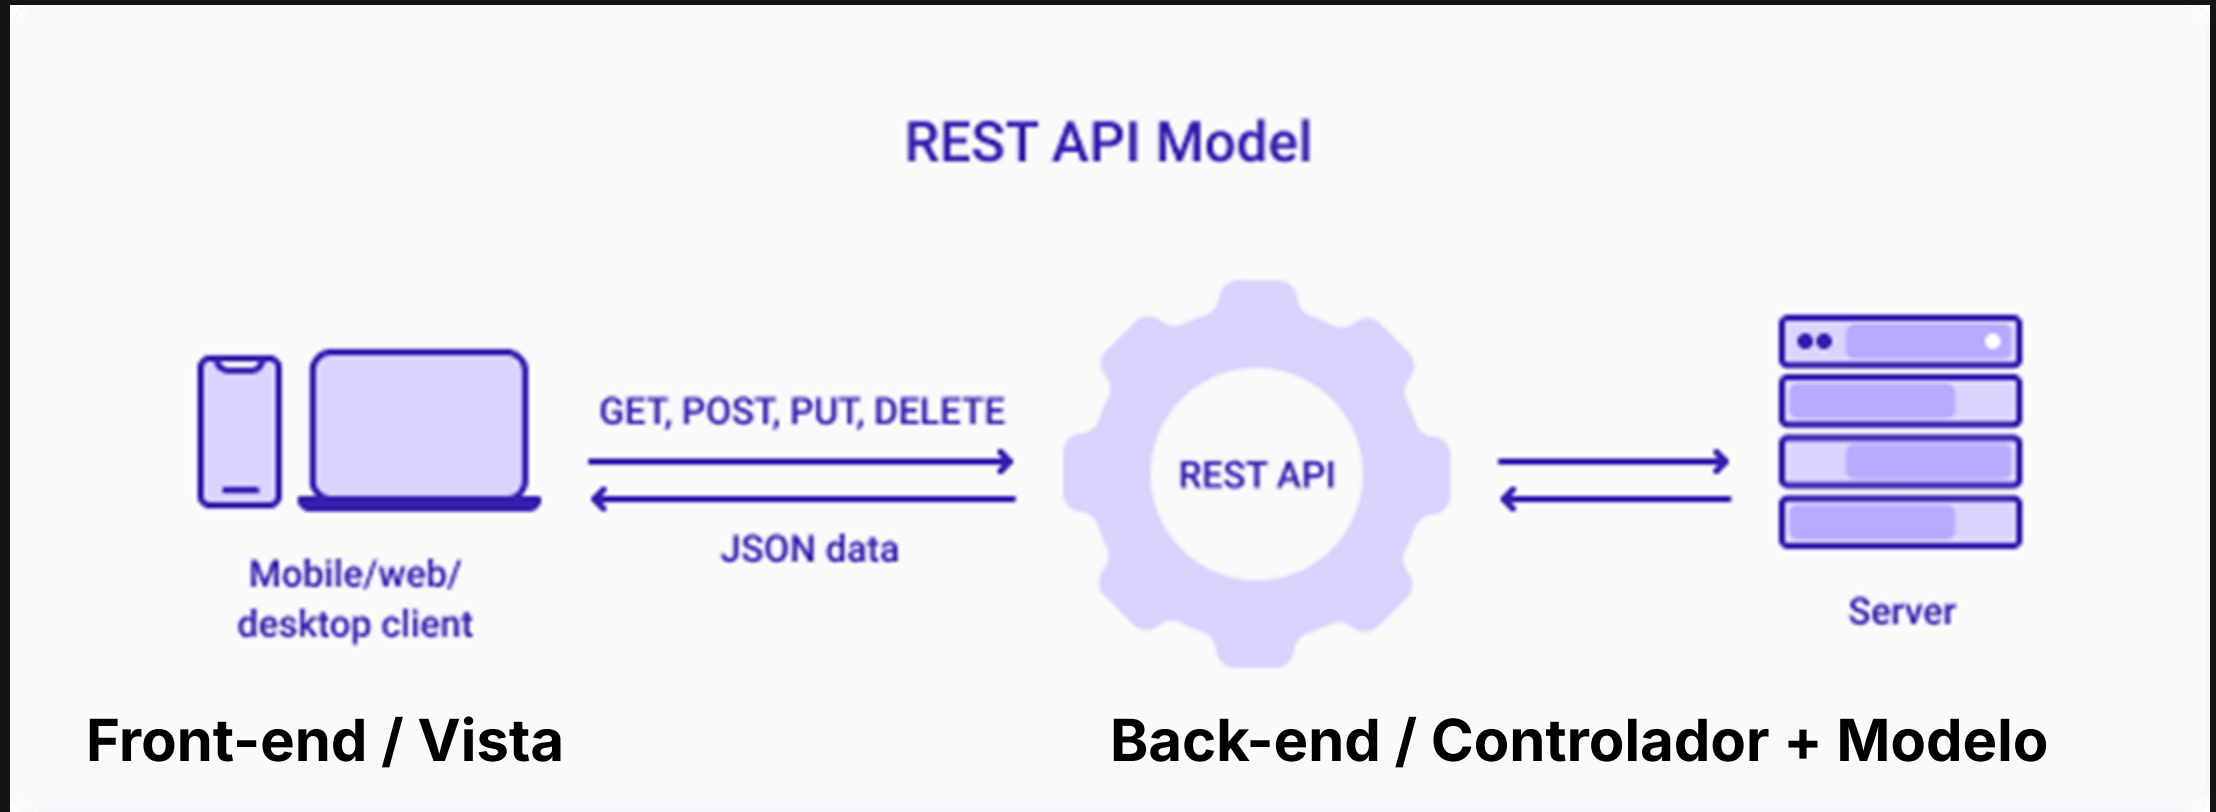 REST API Model
GET, POST, PUT, DELETE
REST API
JSON data
Mobile/web/
desktop client
Server
Front-end / Vista
Back-end / Controlador + Modelo